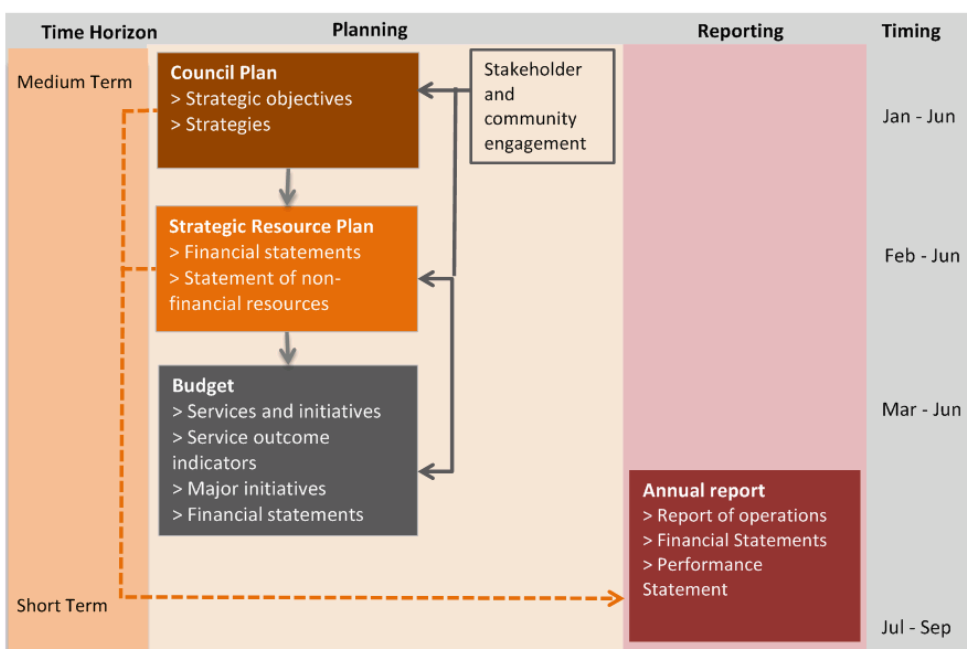 Time Horizon
Planning
Reporting
Timing
Medium Term
Council Plan
> Strategic objectives
> Strategies
Stakeholder
and
community
engagement
Jan - Jun
Strategic Resource Plan
> Financial statements
> Statement of non-
financial resources
Feb - Jun
Budget
> Services and initiatives
> Service outcome
indicators
> Major initiatives
> Financial statements
Mar - Jun
Annual report
> Report of operations
> Financial Statements
> Performance
Statement
Short Term
Jul - Sep